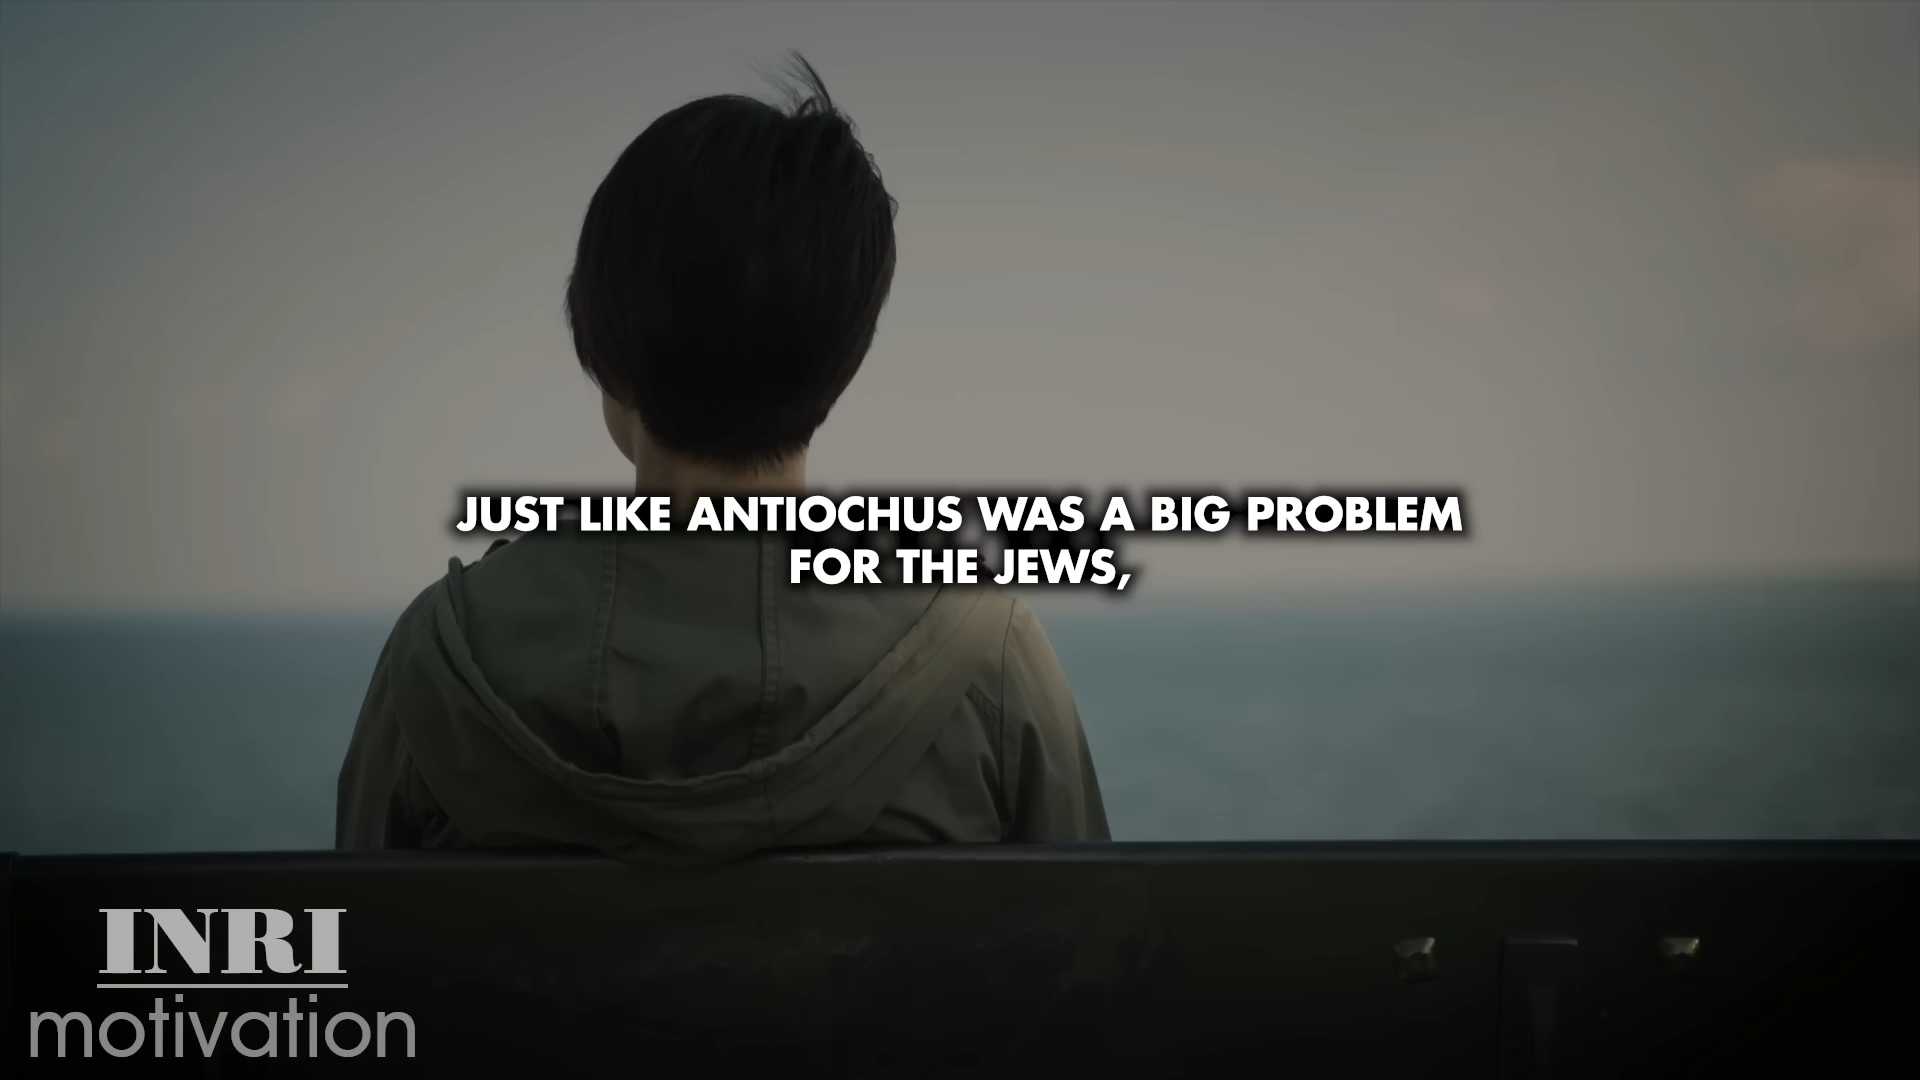 JUST LIKE ANTIOCHUS WAS A BIG PROBLEM
FOR THE JEWS,
INRI
motivation